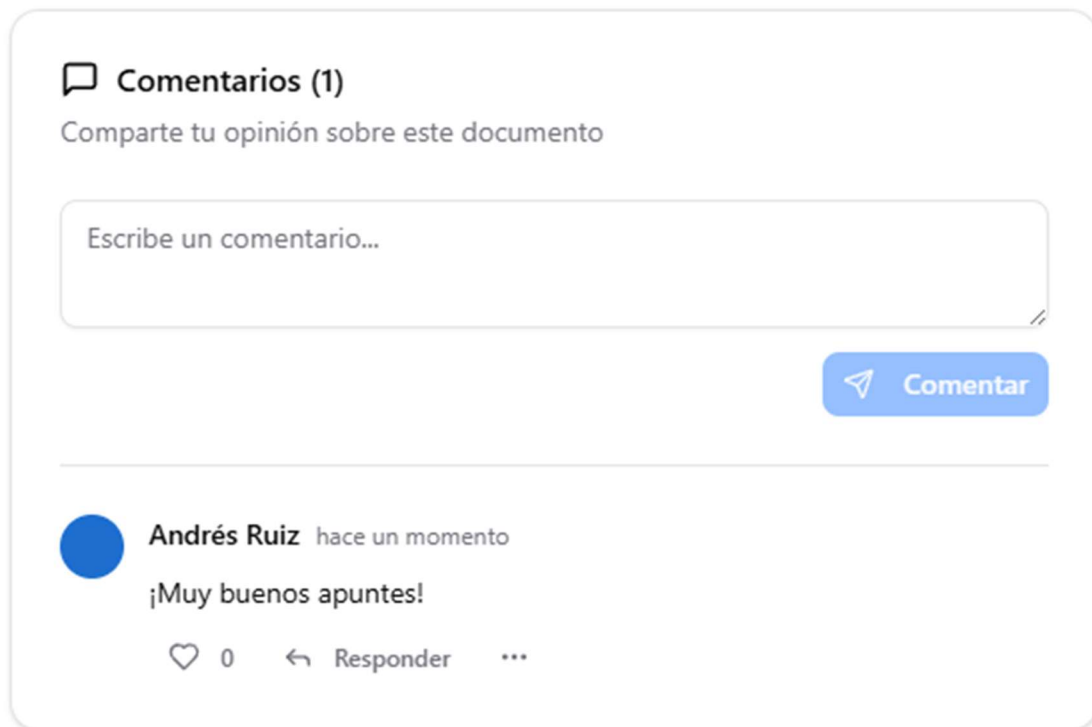 Comentarios (1)
Comparte tu opinión sobre este documento
Escribe un comentario...
Comentar
Andrés Ruiz hace un momento
¡Muy buenos apuntes!
0 Responder ...